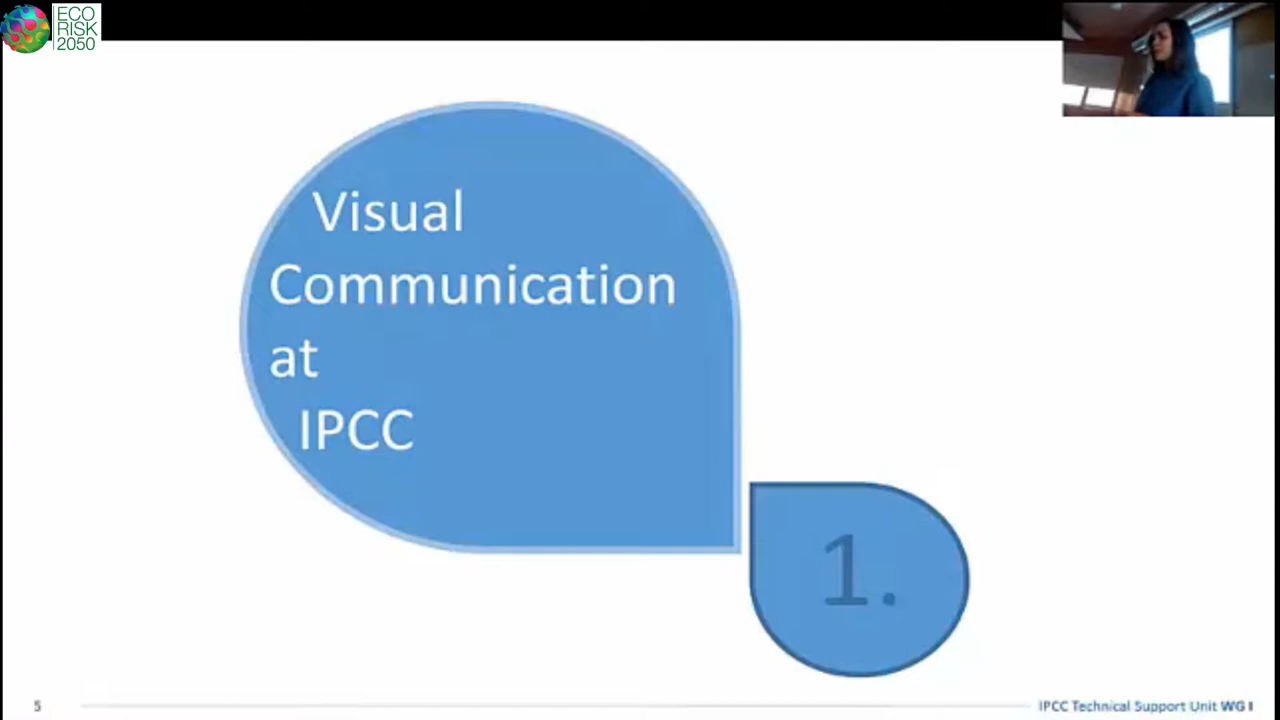 ECO
RISK
2050
Visual
Communication
at
IPCC
1.
5
IPCC Technical Support Unit WG I